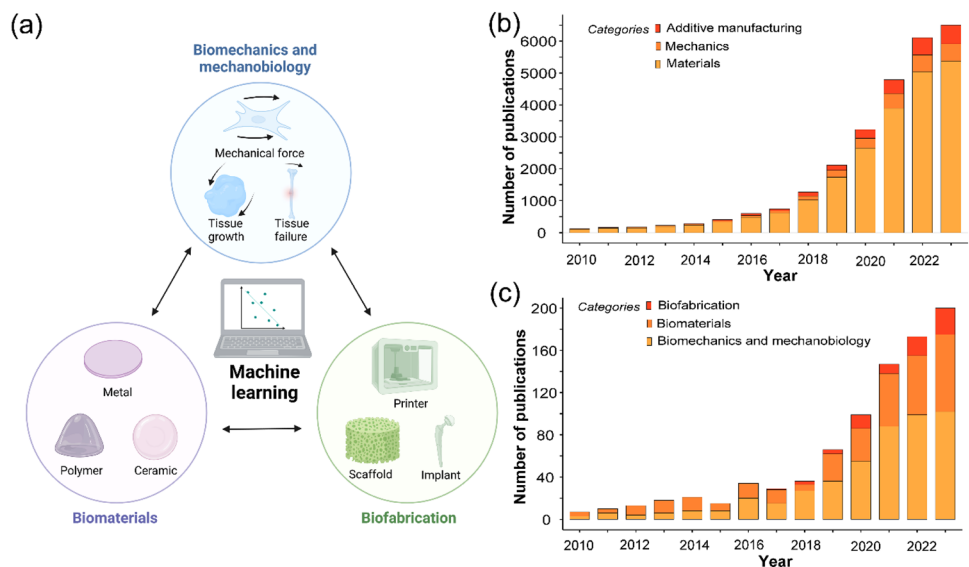 (a)
Biomechanics and
mechanobiology
Mechanical force
Tissue
growth
Tissue
failure
Machine
learning
Metal
Polymer
Ceramic
Biomaterials
Printer
Scaffold
Implant
Biofabrication
(b)
Categories
Additive manufacturing
Mechanics
Materials
Number of publications
6000
5000
4000
3000
2000
1000
0
2010
2012
2014
2016
2018
2020
2022
Year
(c)
Categories
Biofabrication
Biomaterials
Biomechanics and mechanobiology
Number of publications
200
160
120
80
40
0
2010
2012
2014
2016
2018
2020
2022
Year